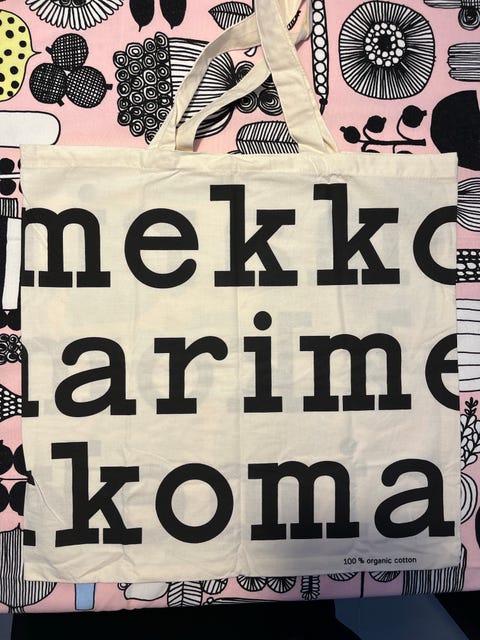 mekko
arime
koma
100 % organic cotton